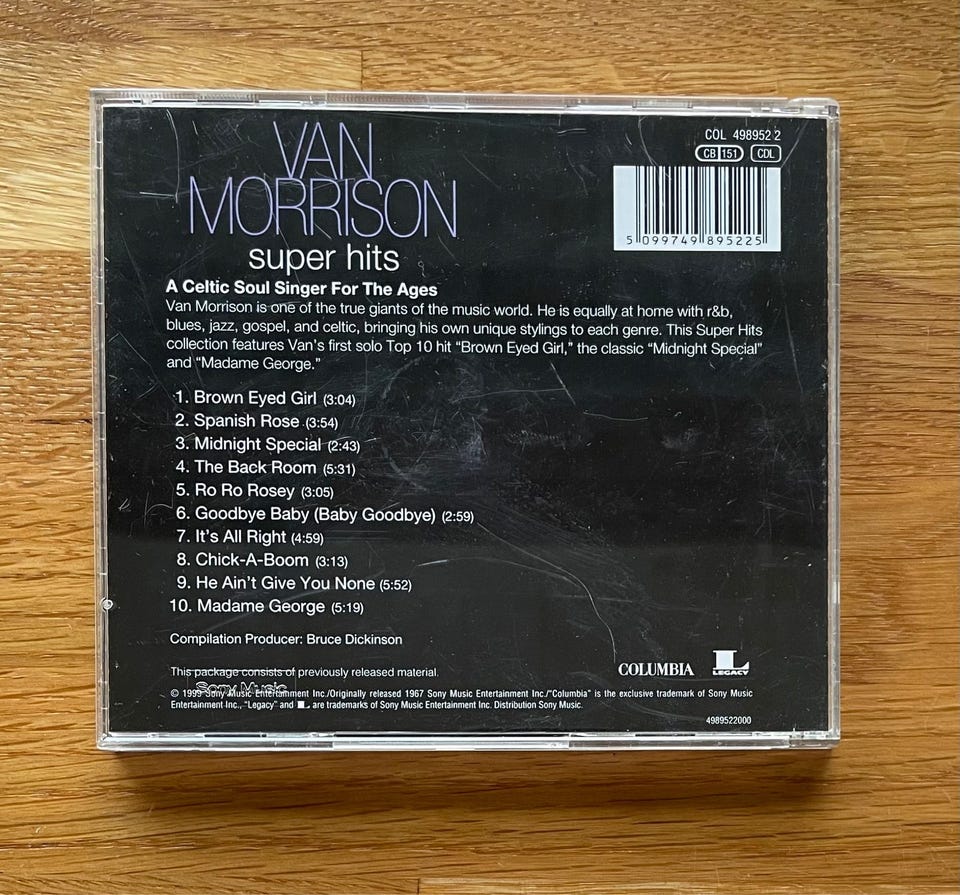 VAN
MORRISON
super hits
COL 498952 2
CB 151 CDL
5 099749 895225
A Celtic Soul Singer For The Ages
Van Morrison is one of the true giants of the music world. He is equally at home with r&b,
blues, jazz, gospel, and celtic, bringing his own unique stylings to each genre. This Super Hits
collection features Van's first solo Top 10 hit “Brown Eyed Girl,” the classic “Midnight Special”
and “Madame George.”
1. Brown Eyed Girl (3:04)
2. Spanish Rose (3:54)
3. Midnight Special (2:43)
4. The Back Room (5:31)
5. Ro Ro Rosey (3:05)
6. Goodbye Baby (Baby Goodbye) (2:59)
7. It's All Right (4:59)
8. Chick-A-Boom (3:13)
9. He Ain't Give You None (5:52)
10. Madame George (5:19)
Compilation Producer: Bruce Dickinson
This package consists of previously released material.
Sony Music
COLUMBIA
L
LEGACY
© 1999 Sony Music Entertainment Inc./Originally released 1967 Sony Music Entertainment Inc./“Columbia” is the exclusive trademark of Sony Music
Entertainment Inc., “Legacy” and L are trademarks of Sony Music Entertainment Inc. Distribution Sony Music.
4989522000